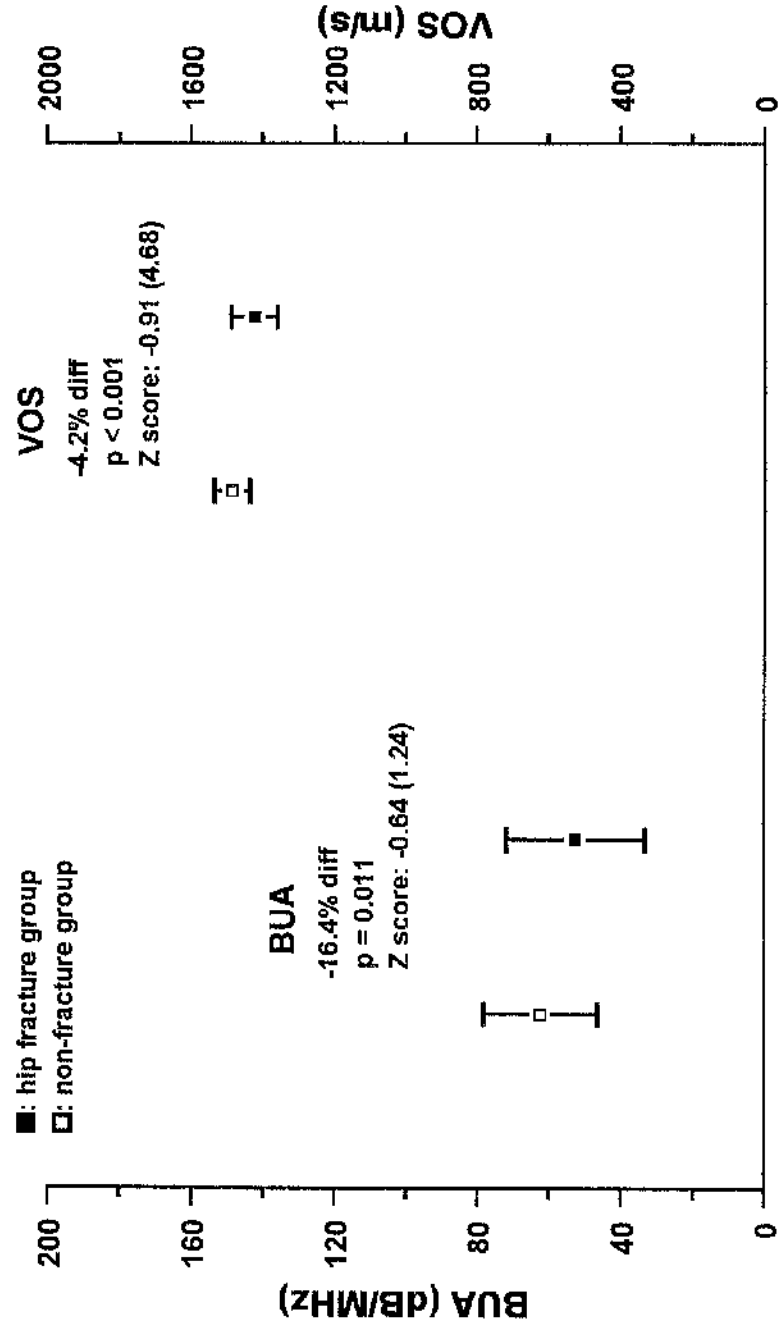 ■: hip fracture group
□: non-fracture group
VOS
-4.2% diff
p < 0.001
Z score: -0.91 (4.68)
BUA
-16.4% diff
p = 0.011
Z score: -0.64 (1.24)
BUA (dB/MHz)
200
160
120
80
40
VOS (m/s)
2000
1600
1200
800
400
0